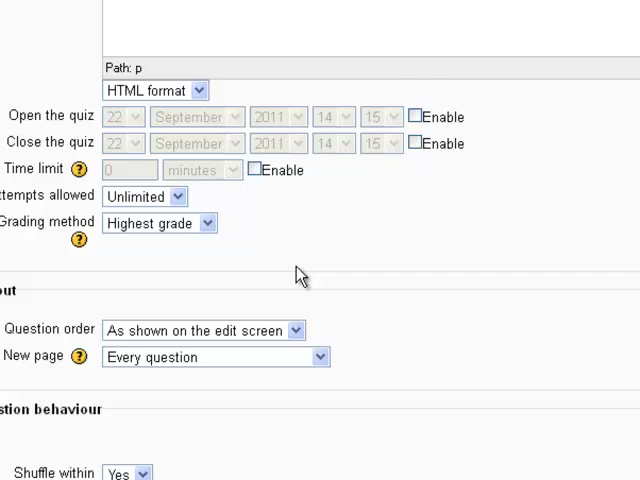 Path: p
HTML format
Open the quiz 22 September 2011 14 15 Enable
Close the quiz 22 September 2011 14 15 Enable
Time limit ? 0 minutes Enable
ttempts allowed Unlimited
Grading method Highest grade
?
out
Question order As shown on the edit screen
New page ? Every question
stion behaviour
Shuffle within Yes